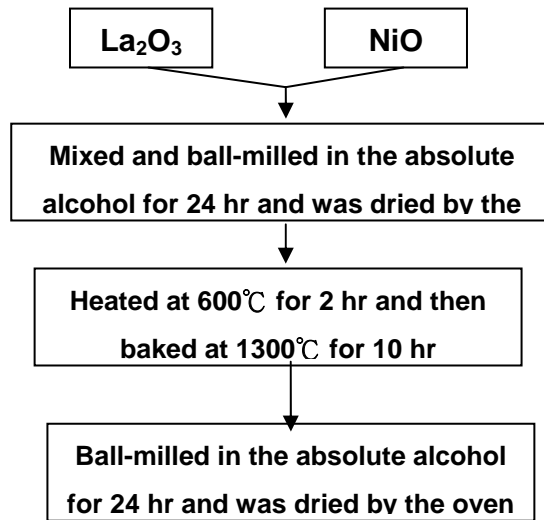 La₂O₃
NiO
Mixed and ball-milled in the absolute
alcohol for 24 hr and was dried by the
Heated at 600℃ for 2 hr and then
baked at 1300℃ for 10 hr
Ball-milled in the absolute alcohol
for 24 hr and was dried by the oven